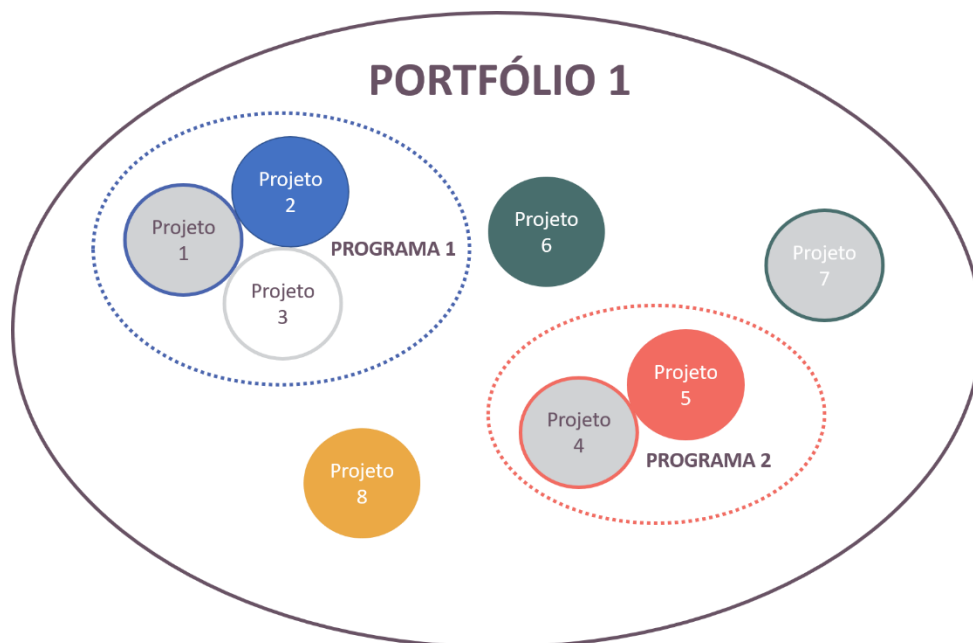 PORTFÓLIO 1
Projeto
2
Projeto
1
PROGRAMA 1
Projeto
3
Projeto
6
Projeto
7
Projeto
5
Projeto
4
PROGRAMA 2
Projeto
8